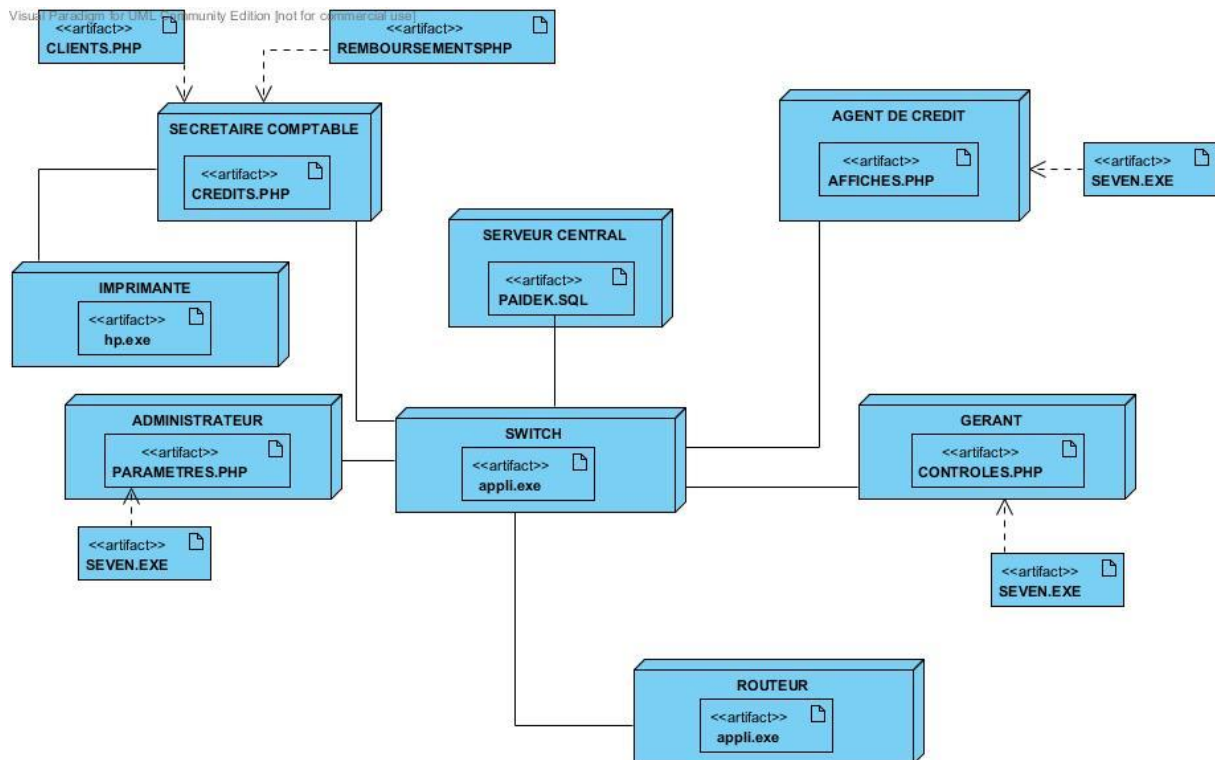 Visual Paradigm for UML Community Edition [not for commercial use]
<<artifact>>
CLIENTS.PHP
<<artifact>>
REMBOURSEMENTSPHP
SECRETAIRE COMPTABLE
<<artifact>>
CREDITS.PHP
AGENT DE CREDIT
<<artifact>>
AFFICHES.PHP
<<artifact>>
SEVEN.EXE
SERVEUR CENTRAL
<<artifact>>
PAIDEK.SQL
IMPRIMANTE
<<artifact>>
hp.exe
ADMINISTRATEUR
<<artifact>>
PARAMETRES.PHP
SWITCH
<<artifact>>
appli.exe
GERANT
<<artifact>>
CONTROLES.PHP
<<artifact>>
SEVEN.EXE
<<artifact>>
SEVEN.EXE
ROUTEUR
<<artifact>>
appli.exe